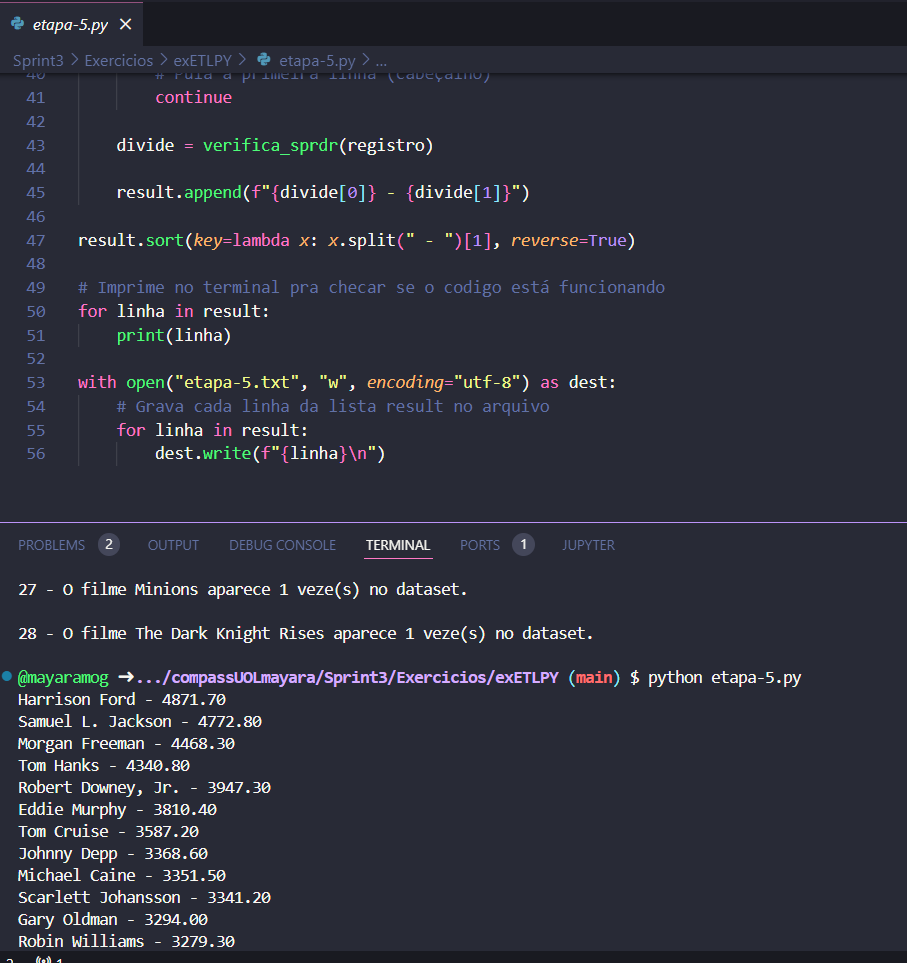 etapa-5.py
Sprint3 > Exercicios > exETLPY > etapa-5.py > ...
40 # Pula a primeira linha (cabeçalho)
41 continue
42
43 divide = verifica_sprdr(registro)
44
45 result.append(f"{divide[0]} - {divide[1]}")
46
47 result.sort(key=lambda x: x.split(" - ")[1], reverse=True)
48
49 # Imprime no terminal pra checar se o codigo está funcionando
50 for linha in result:
51 print(linha)
52
53 with open("etapa-5.txt", "w", encoding="utf-8") as dest:
54 # Grava cada linha da lista result no arquivo
55 for linha in result:
56 dest.write(f"{linha}\n")
PROBLEMS 2 OUTPUT DEBUG CONSOLE TERMINAL PORTS 1 JUPYTER
27 - O filme Minions aparece 1 veze(s) no dataset.
28 - O filme The Dark Knight Rises aparece 1 veze(s) no dataset.
@mayaramog ➜.../compassUOLmayara/Sprint3/Exercicios/exETLPY (main) $ python etapa-5.py
Harrison Ford - 4871.70
Samuel L. Jackson - 4772.80
Morgan Freeman - 4468.30
Tom Hanks - 4340.80
Robert Downey, Jr. - 3947.30
Eddie Murphy - 3810.40
Tom Cruise - 3587.20
Johnny Depp - 3368.60
Michael Caine - 3351.50
Scarlett Johansson - 3341.20
Gary Oldman - 3294.00
Robin Williams - 3279.30